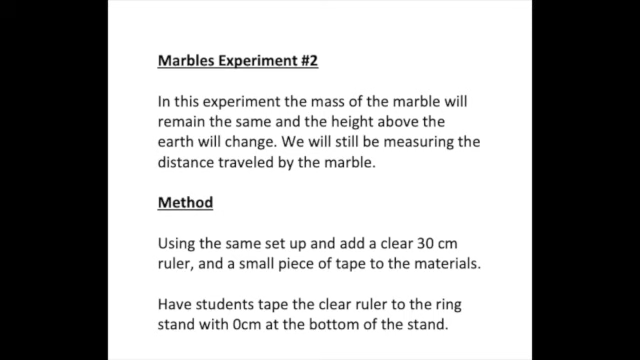 Marbles Experiment #2
In this experiment the mass of the marble will
remain the same and the height above the
earth will change. We will still be measuring the
distance traveled by the marble.
Method
Using the same set up and add a clear 30 cm
ruler, and a small piece of tape to the materials.
Have students tape the clear ruler to the ring
stand with 0cm at the bottom of the stand.